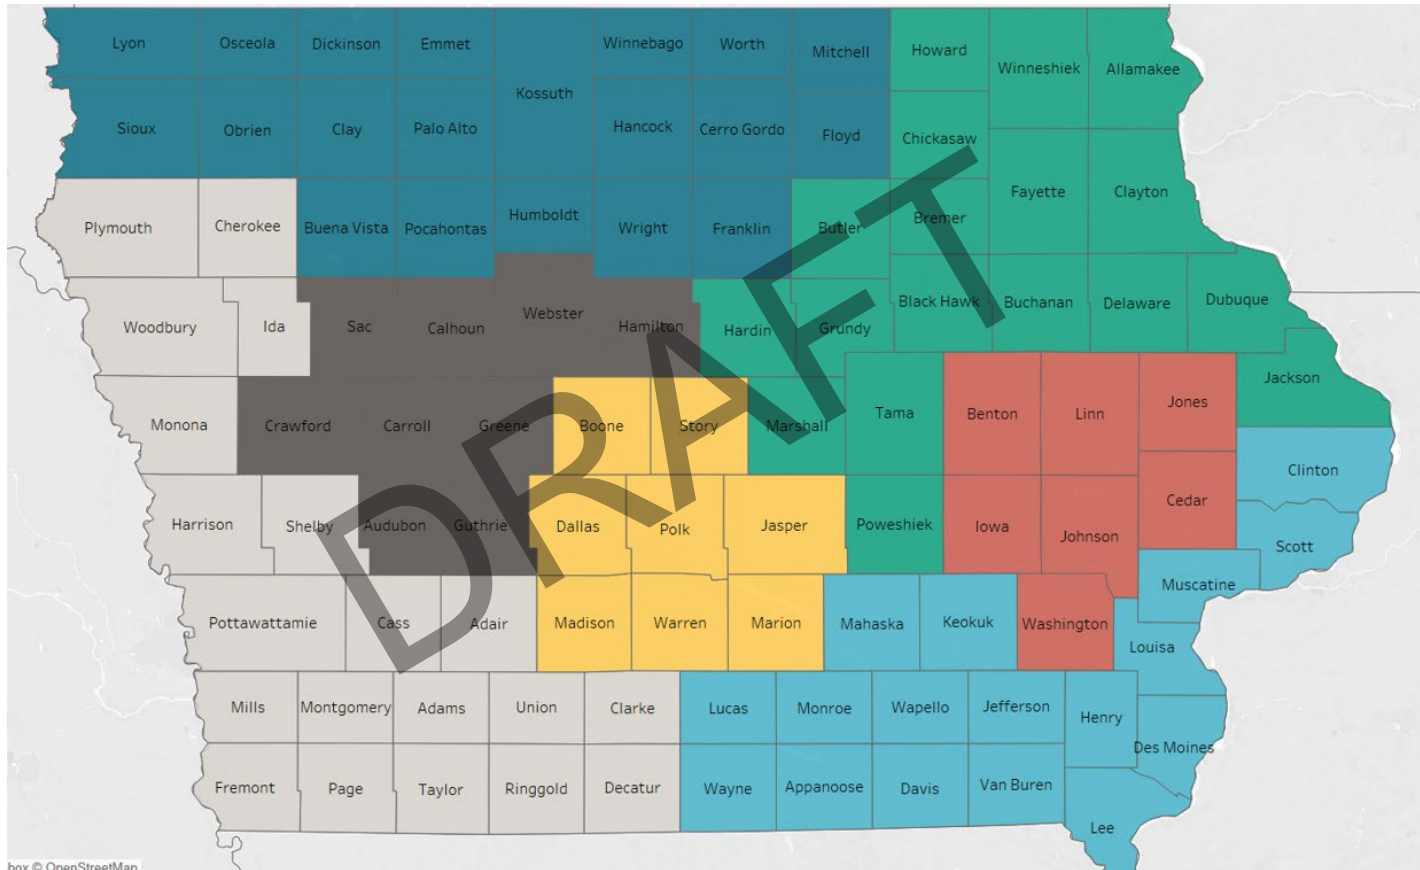 Lyon
Osceola
Dickinson
Emmet
Kossuth
Winnebago
Worth
Mitchell
Howard
Winneshiek
Allamakee
Sioux
Obrien
Clay
Palo Alto
Hancock
Cerro Gordo
Floyd
Chickasaw
Fayette
Clayton
Plymouth
Cherokee
Buena Vista
Pocahontas
Humboldt
Wright
Franklin
Butler
Bremer
Woodbury
Ida
Sac
Calhoun
Webster
Hamilton
Hardin
Grundy
Black Hawk
Buchanan
Delaware
Dubuque
Monona
Crawford
Carroll
Greene
Boone
Story
Marshall
Tama
Benton
Linn
Jones
Jackson
Clinton
Harrison
Shelby
Audubon
Guthrie
Dallas
Polk
Jasper
Poweshiek
Iowa
Johnson
Cedar
Scott
Muscatine
Pottawattamie
Cass
Adair
Madison
Warren
Marion
Mahaska
Keokuk
Washington
Louisa
Mills
Montgomery
Adams
Union
Clarke
Lucas
Monroe
Wapello
Jefferson
Henry
Des Moines
Fremont
Page
Taylor
Ringgold
Decatur
Wayne
Appanoose
Davis
Van Buren
Lee
DRAFT
box © OpenStreetMap